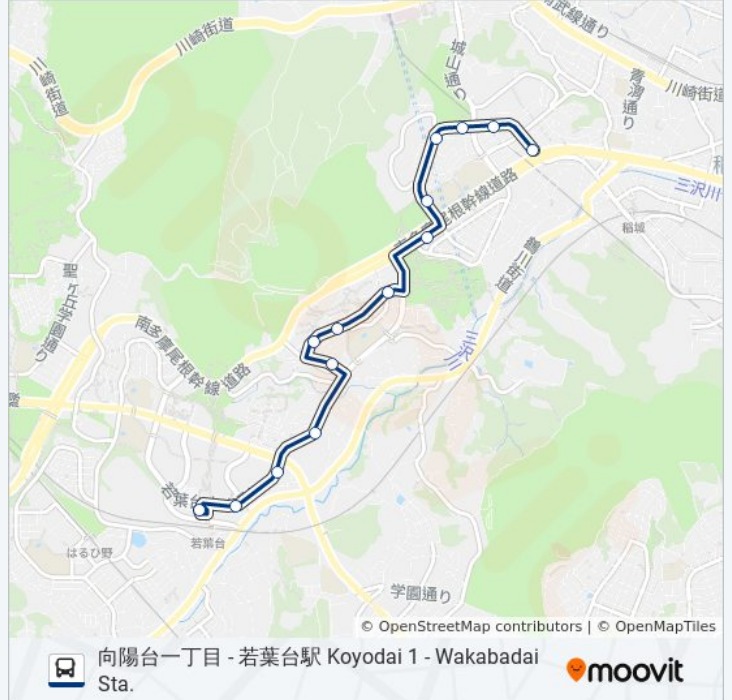 南武線通り
川崎街道
城山通り
川崎街道
青渭通り
川崎街道
三沢川
南多摩尾根幹線道路
稲城
鶴川街道
聖ヶ丘学園通り
南多摩尾根幹線道路
三沢川
若葉台
若葉台
はるひ野
学園通り
© OpenStreetMap contributors | © OpenMapTiles
向陽台一丁目 - 若葉台駅 Koyodai 1 - Wakabadai
Sta.
moovit